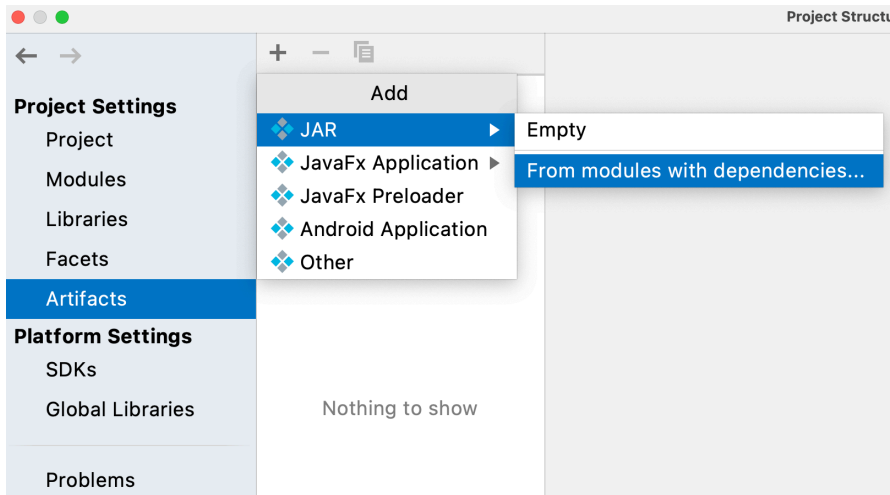 Project Structu
Project Settings
Project
Modules
Libraries
Facets
Artifacts
Platform Settings
SDKs
Global Libraries
Problems
Add
JAR
JavaFx Application
JavaFx Preloader
Android Application
Other
Empty
From modules with dependencies...
Nothing to show